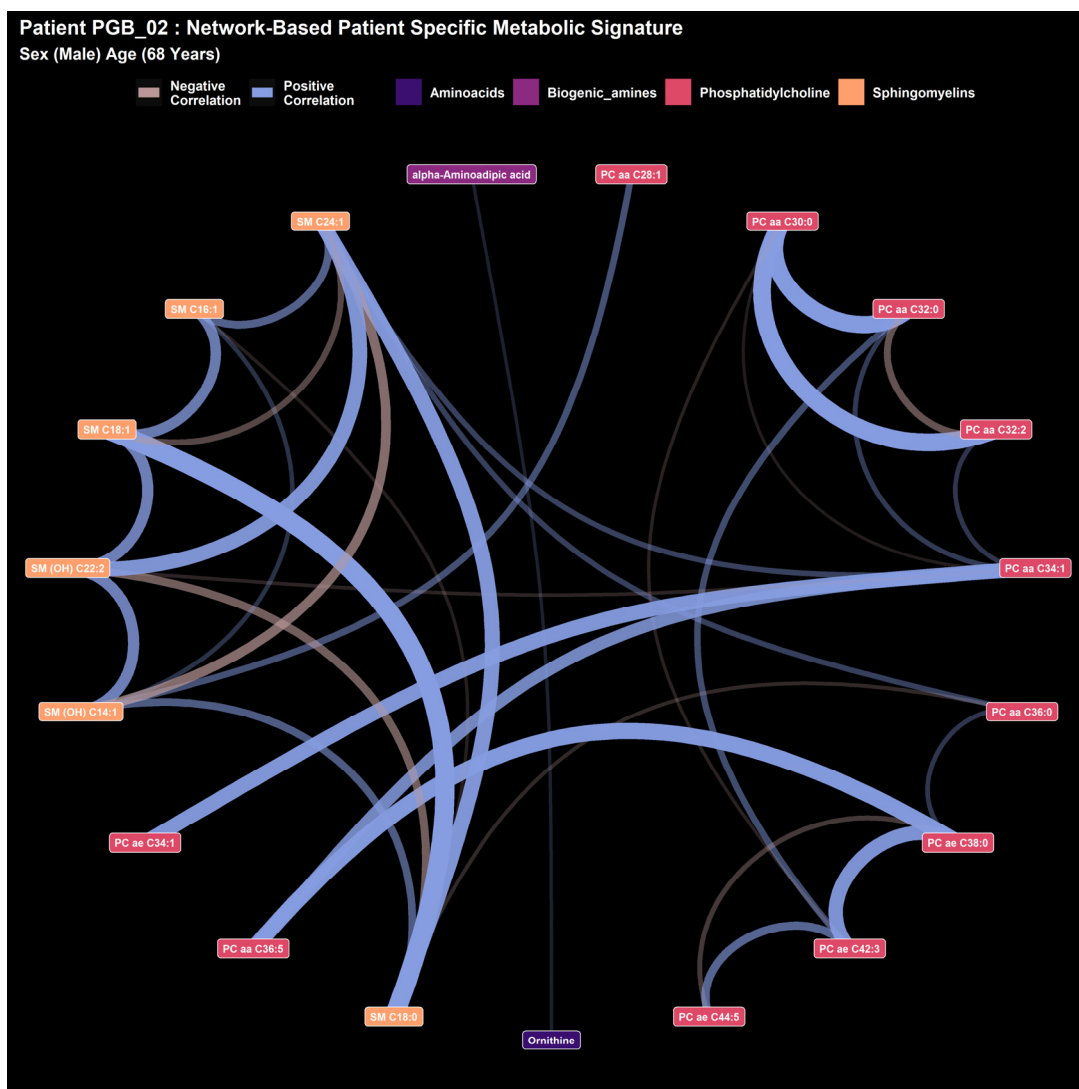 Patient PGB_02 : Network-Based Patient Specific Metabolic Signature
Sex (Male) Age (68 Years)
Negative
Correlation
Positive
Correlation
Aminoacids
Biogenic_amines
Phosphatidylcholine
Sphingomyelins
alpha-Aminoadipic acid
PC aa C28:1
SM C24:1
PC aa C30:0
SM C16:1
PC aa C32:0
SM C18:1
PC aa C32:2
SM (OH) C22:2
PC aa C34:1
SM (OH) C14:1
PC aa C36:0
PC ae C34:1
PC ae C38:0
PC aa C36:5
PC ae C42:3
SM C18:0
PC ae C44:5
Ornithine